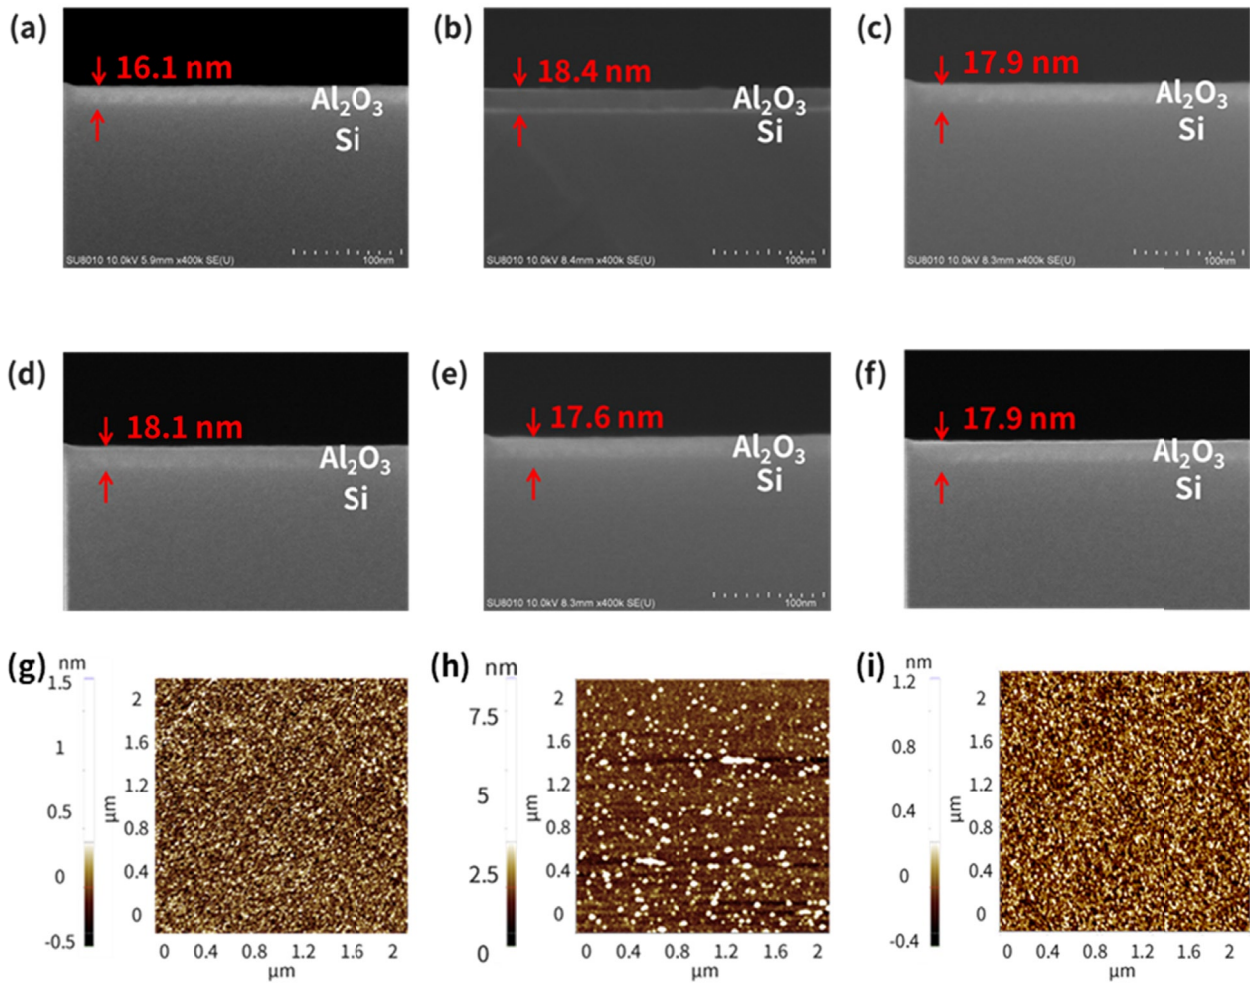 (a)
16.1 nm
Al2O3
Si
SU8010 10.0kV 5.9mm x400k SE(U)
100nm
(b)
18.4 nm
Al2O3
Si
SU8010 10.0kV 8.4mm x400k SE(U)
100nm
(c)
17.9 nm
Al2O3
Si
SU8010 10.0kV 8.3mm x400k SE(U)
100nm
(d)
18.1 nm
Al2O3
Si
(e)
17.6 nm
Al2O3
Si
SU8010 10.0kV 8.3mm x400k SE(U)
100nm
(f)
17.9 nm
Al2O3
Si
(g)
nm
1.5
1
0.5
0
-0.5
2
1.6
1.2
0.8
0.4
0
µm
0 0.4 0.8 1.2 1.6 2
µm
(h)
nm
7.5
5
2.5
0
2
1.6
1.2
0.8
0.4
0
µm
0 0.4 0.8 1.2 1.6 2
µm
(i)
nm
1.2
0.8
0.4
0
-0.4
2
1.6
1.2
0.8
0.4
0
µm
0 0.4 0.8 1.2 1.6 2
µm